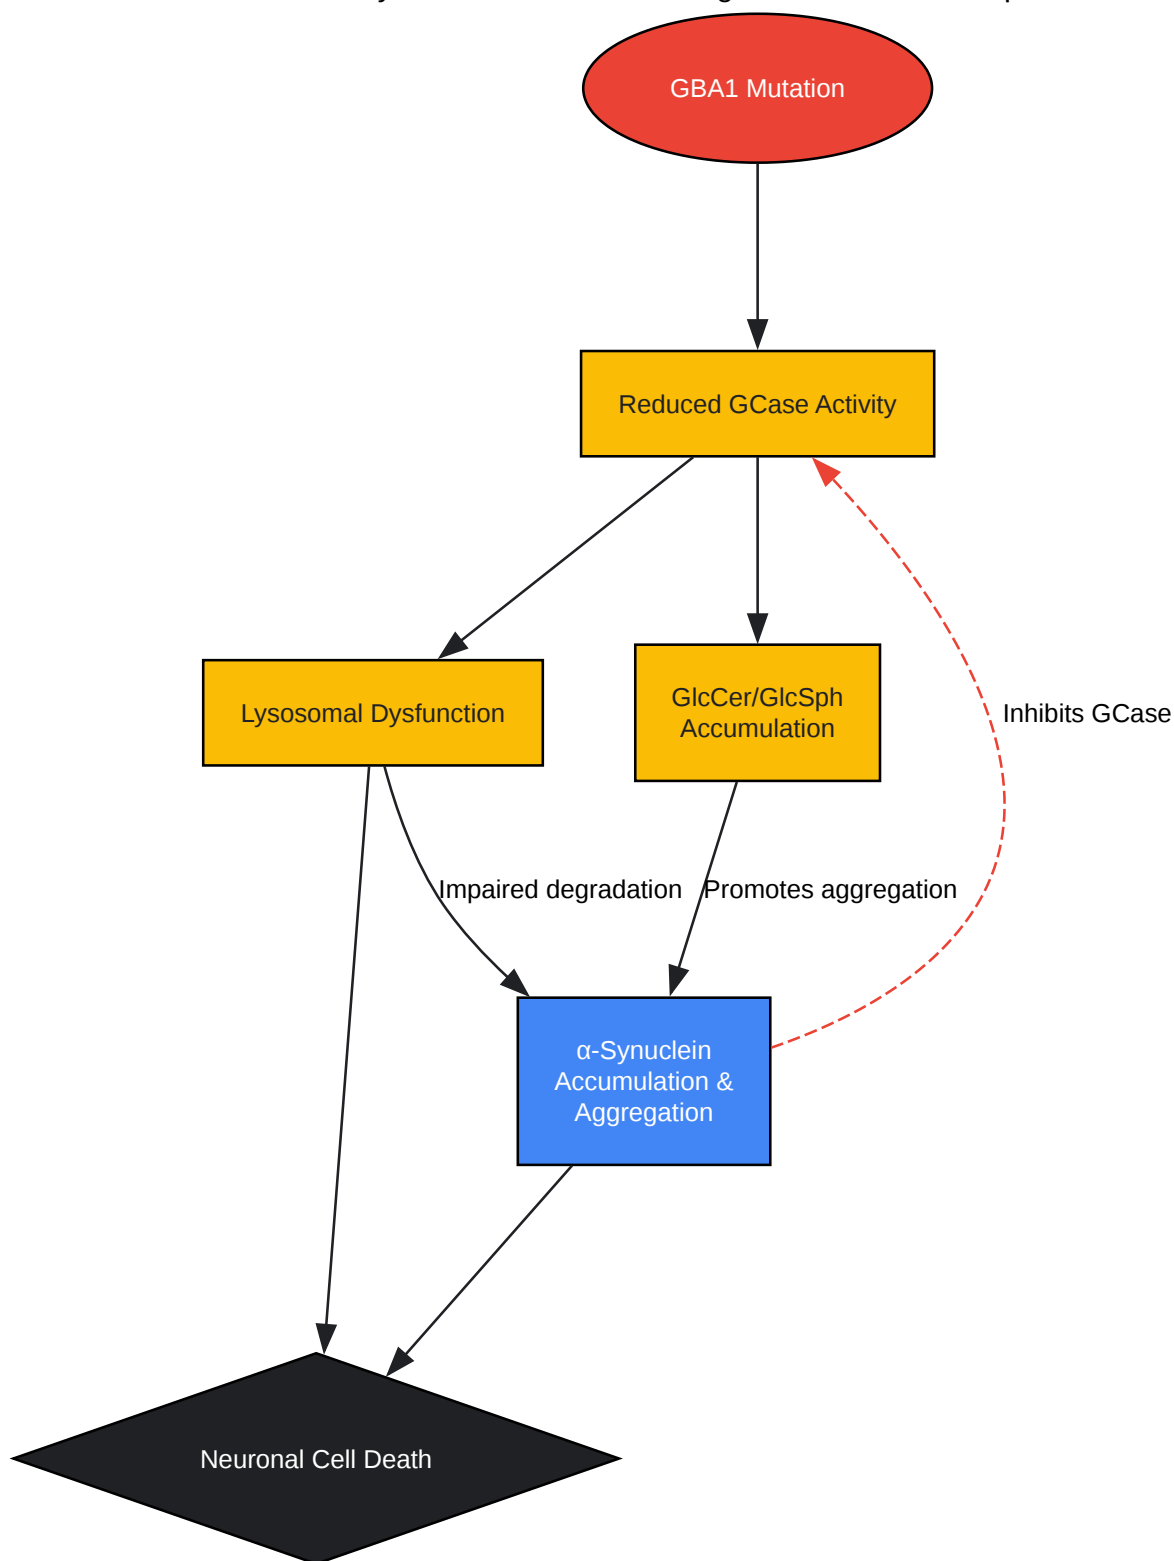 GBA1 Mutation
Reduced GCase Activity
Lysosomal Dysfunction
GlcCer/GlcSph
Accumulation
Inhibits GCase
Impaired degradation
Promotes aggregation
α-Synuclein
Accumulation &
Aggregation
Neuronal Cell Death